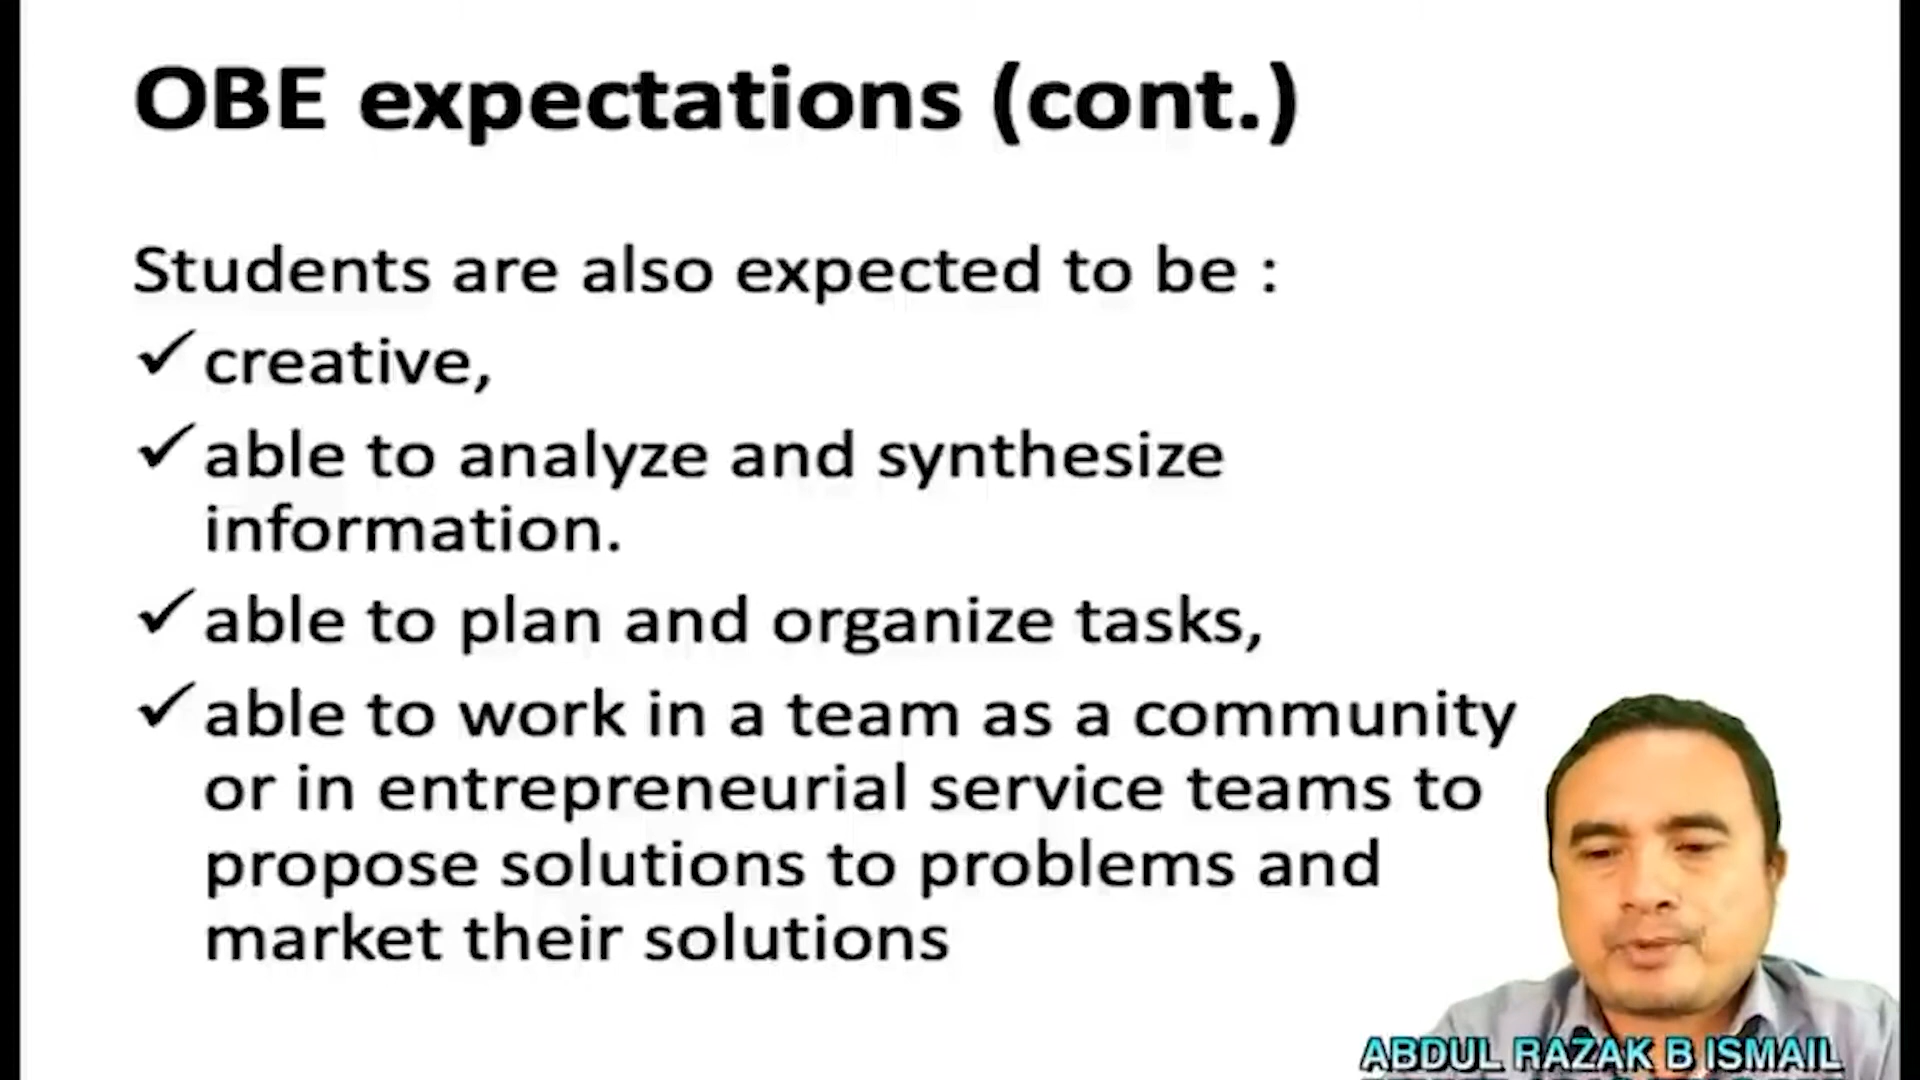 OBE expectations (cont.)
Students are also expected to be :
✓ creative,
✓ able to analyze and synthesize
information.
✓ able to plan and organize tasks,
✓ able to work in a team as a community
or in entrepreneurial service teams to
propose solutions to problems and
market their solutions
ABDUL RAZAK B ISMAIL